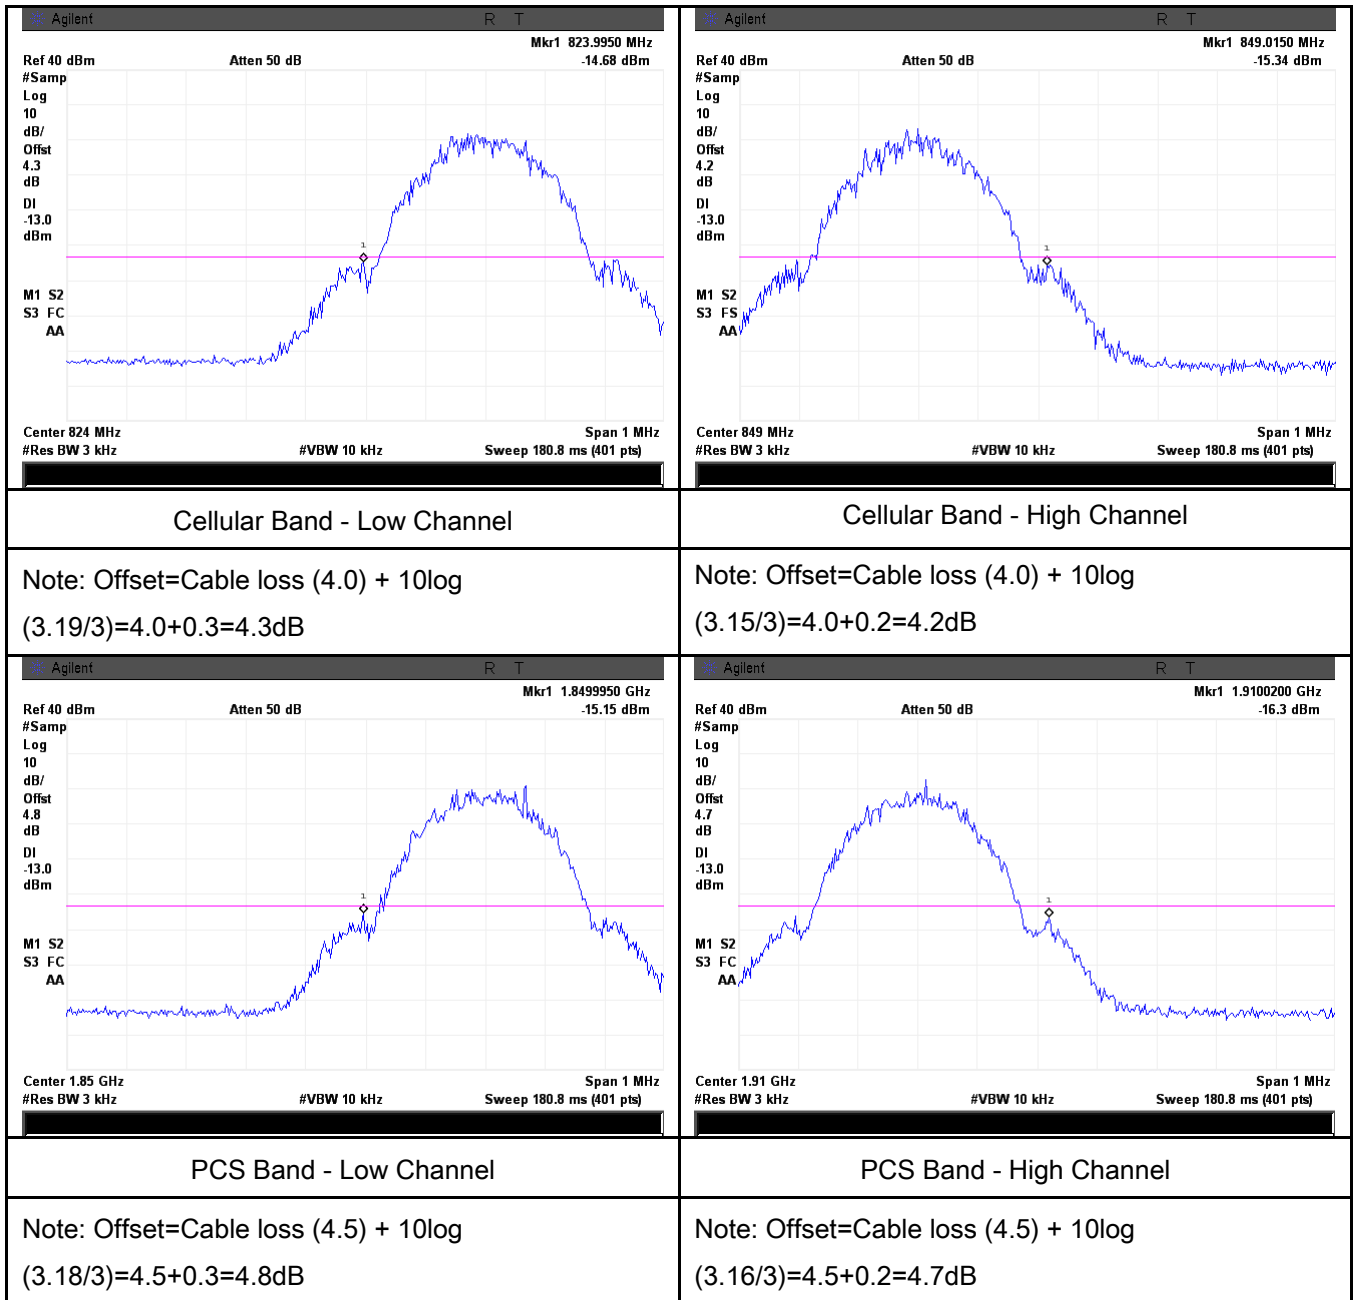 Agilent R T
Mkr1 823.9950 MHz
Ref 40 dBm Atten 50 dB -14.68 dBm
#Samp
Log
10
dB/
Offst
4.3
dB
DI
-13.0
dBm
1
M1 S2
S3 FC
AA
Center 824 MHz Span 1 MHz
#Res BW 3 kHz #VBW 10 kHz Sweep 180.8 ms (401 pts)
Agilent R T
Mkr1 849.0150 MHz
Ref 40 dBm Atten 50 dB -15.34 dBm
#Samp
Log
10
dB/
Offst
4.2
dB
DI
-13.0
dBm
1
M1 S2
S3 FS
AA
Center 849 MHz Span 1 MHz
#Res BW 3 kHz #VBW 10 kHz Sweep 180.8 ms (401 pts)
Cellular Band - Low Channel
Cellular Band - High Channel
Note: Offset=Cable loss (4.0) + 10log
(3.19/3)=4.0+0.3=4.3dB
Note: Offset=Cable loss (4.0) + 10log
(3.15/3)=4.0+0.2=4.2dB
Agilent R T
Mkr1 1.8499950 GHz
Ref 40 dBm Atten 50 dB -15.15 dBm
#Samp
Log
10
dB/
Offst
4.8
dB
DI
-13.0
dBm
1
M1 S2
S3 FC
AA
Center 1.85 GHz Span 1 MHz
#Res BW 3 kHz #VBW 10 kHz Sweep 180.8 ms (401 pts)
Agilent R T
Mkr1 1.9100200 GHz
Ref 40 dBm Atten 50 dB -16.3 dBm
#Samp
Log
10
dB/
Offst
4.7
dB
DI
-13.0
dBm
1
M1 S2
S3 FC
AA
Center 1.91 GHz Span 1 MHz
#Res BW 3 kHz #VBW 10 kHz Sweep 180.8 ms (401 pts)
PCS Band - Low Channel
PCS Band - High Channel
Note: Offset=Cable loss (4.5) + 10log
(3.18/3)=4.5+0.3=4.8dB
Note: Offset=Cable loss (4.5) + 10log
(3.16/3)=4.5+0.2=4.7dB